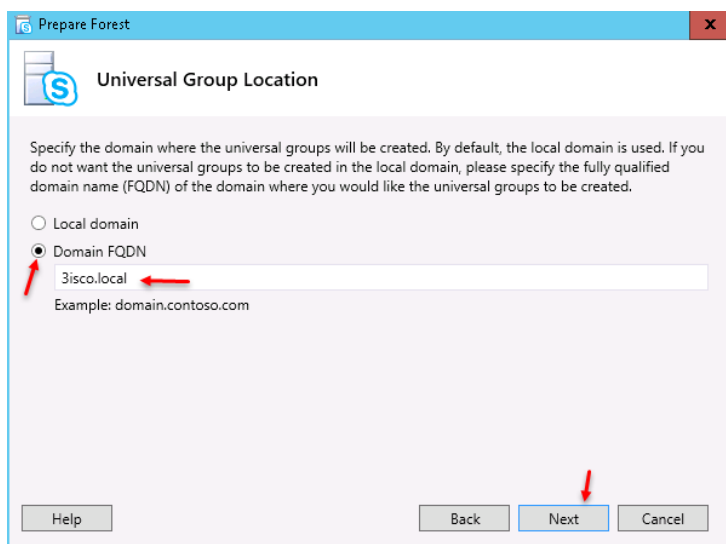 Prepare Forest
x
S
Universal Group Location
Specify the domain where the universal groups will be created. By default, the local domain is used. If you
do not want the universal groups to be created in the local domain, please specify the fully qualified
domain name (FQDN) of the domain where you would like the universal groups to be created.
Local domain
Domain FQDN
3isco.local
Example: domain.contoso.com
Help
Back
Next
Cancel